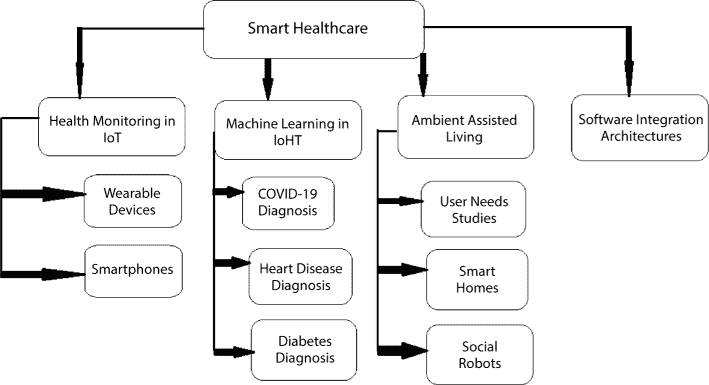 Smart Healthcare
Health Monitoring in
IoT
Wearable
Devices
Smartphones
Machine Learning in
IoHT
COVID-19
Diagnosis
Heart Disease
Diagnosis
Diabetes
Diagnosis
Ambient Assisted
Living
User Needs
Studies
Smart
Homes
Social
Robots
Software Integration
Architectures